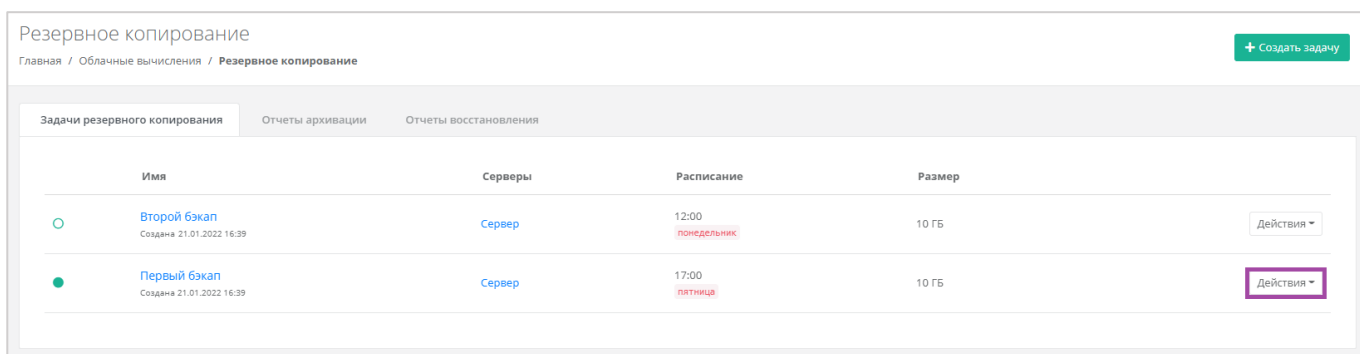 Резервное копирование
+ Создать задачу
Главная / Облачные вычисления / Резервное копирование
Задачи резервного копирования Отчеты архивации Отчеты восстановления
Имя Серверы Расписание Размер
Второй бэкап Сервер 12:00 10 ГБ Действия
Создана 21.01.2022 16:39 понедельник
Первый бэкап Сервер 17:00 10 ГБ Действия
Создана 21.01.2022 16:39 пятница